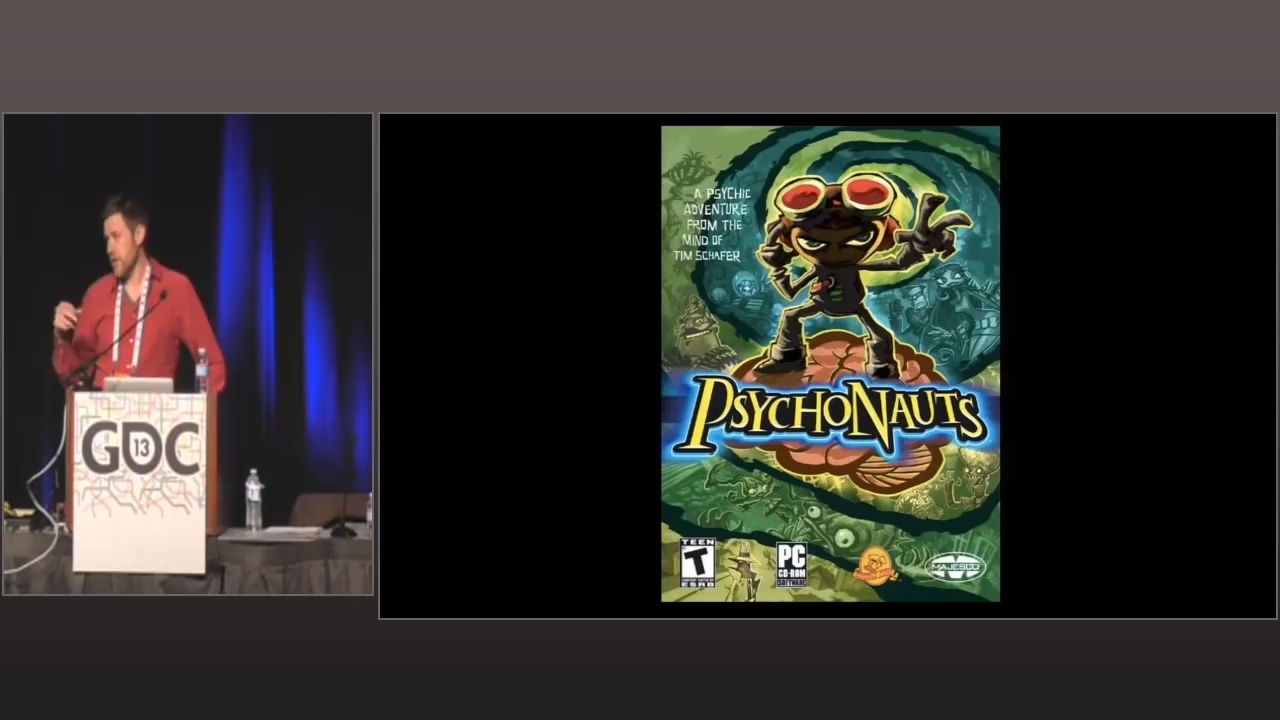 GDC
13
A PSYCHIC
ADVENTURE
FROM THE
MIND OF
TIM SCHAFER
PSYCHONAUTS
TEEN
T
ESRB
PC
CD-ROM
SOFTWARE
MAJESCO